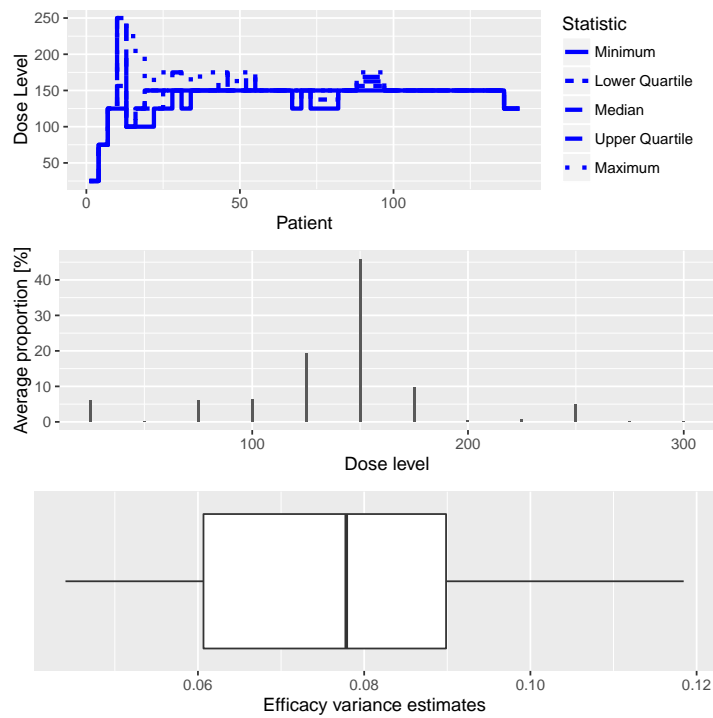 Dose Level
250
200
150
100
50
0
50
100
Patient
Statistic
Minimum
Lower Quartile
Median
Upper Quartile
Maximum
Average proportion [%]
40
30
20
10
0
100
200
300
Dose level
0.06
0.08
0.10
0.12
Efficacy variance estimates